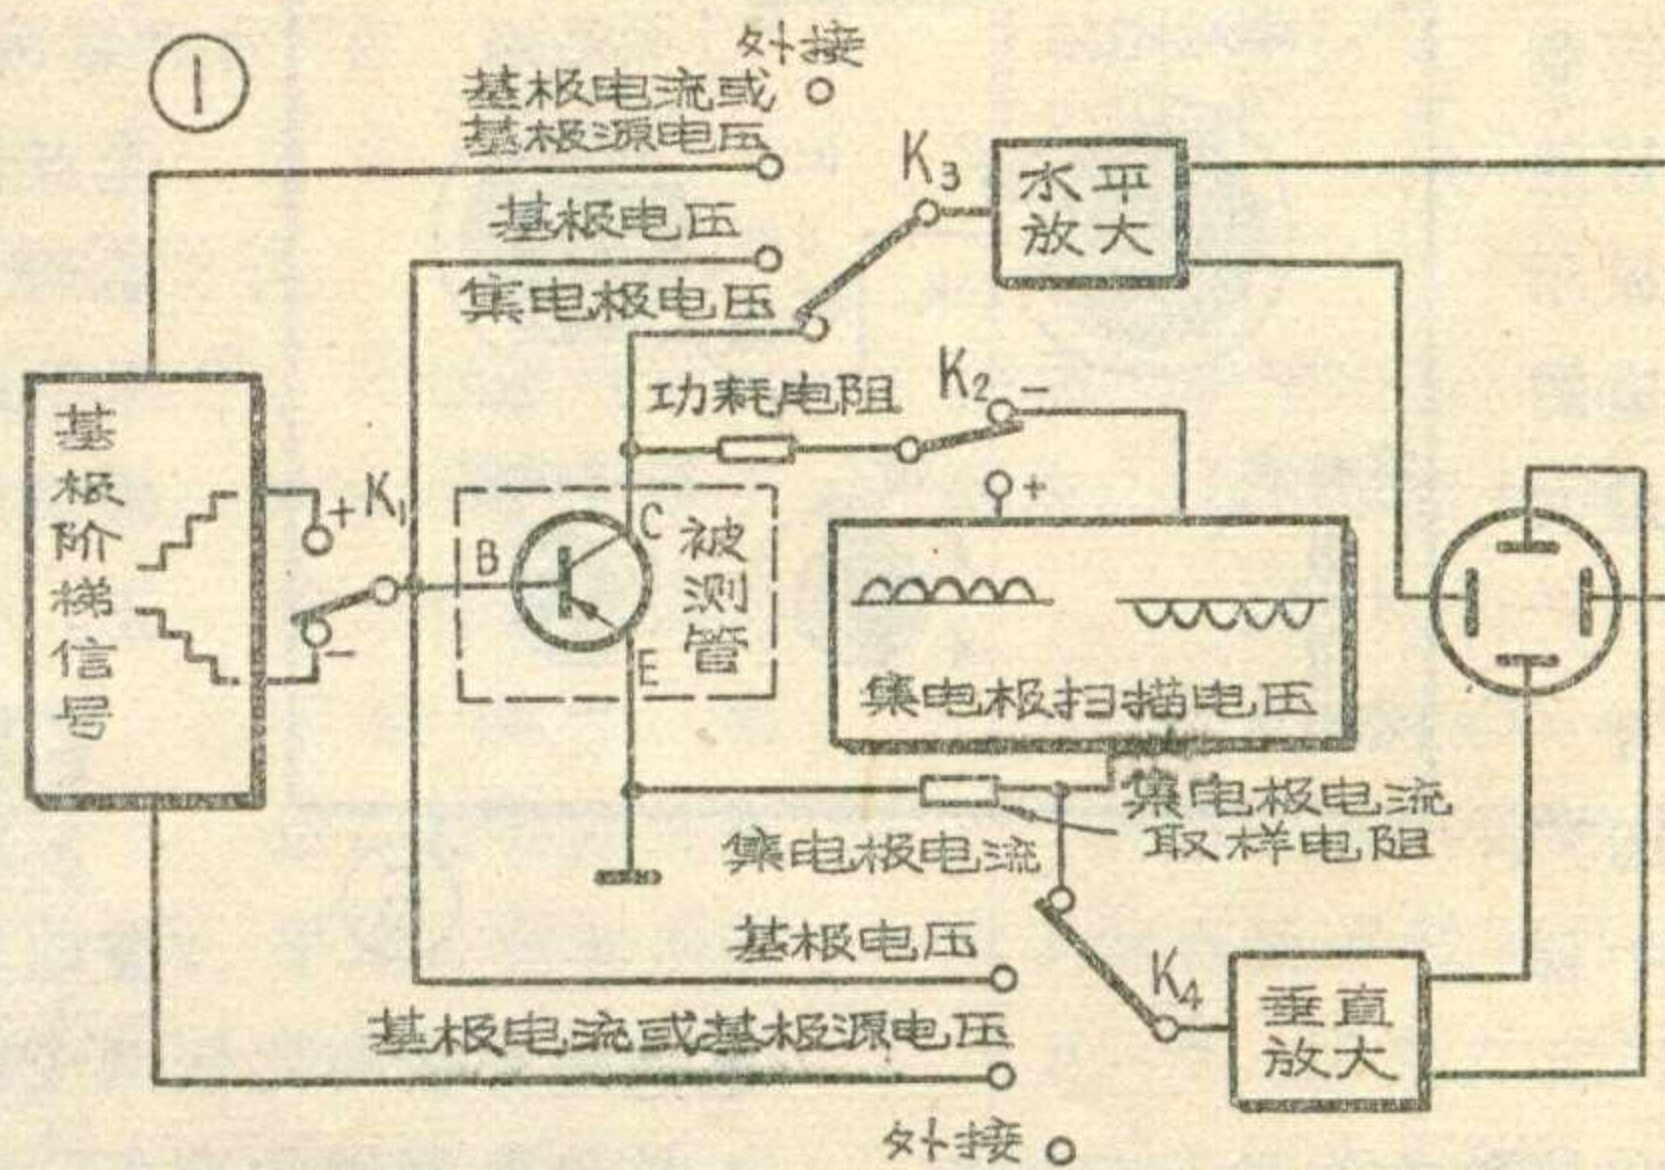 ①
外接
基极电流或
基极源电压
K₃
水平
放大
基极电压
集电极电压
功耗电阻
K₂
-
+
基极阶梯信号
+
K₁
-
B
C
E
被测管
集电极扫描电压
集电极电流
取样电阻
集电极电流
基极电压
K₄
垂直
放大
基极电流或基极源电压
外接